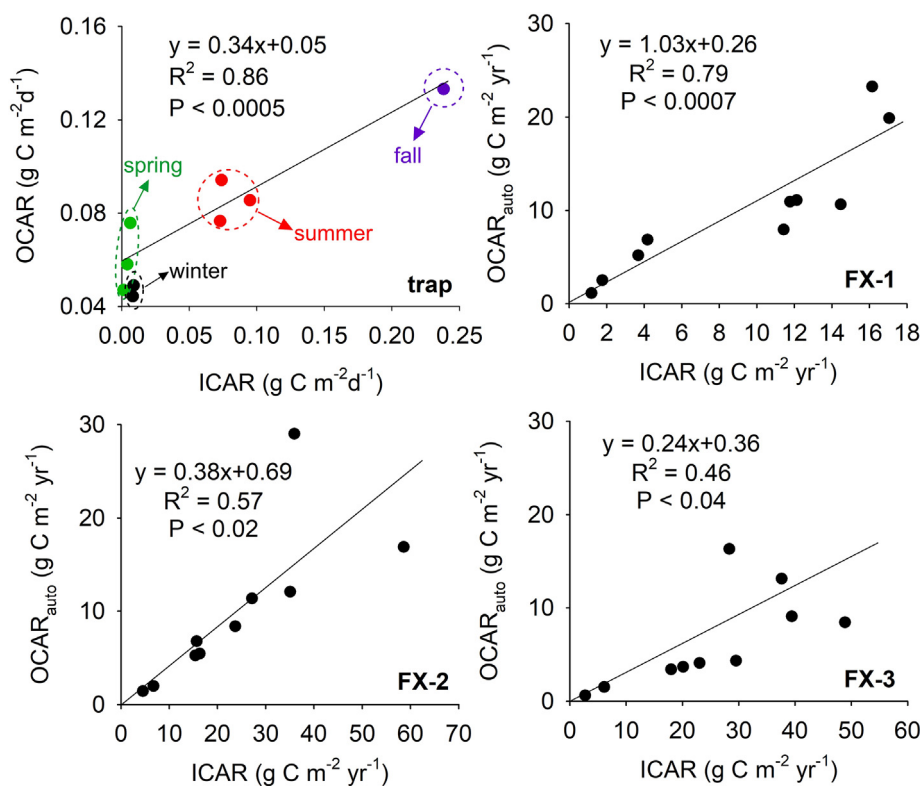 0.16
0.12
0.08
0.04
OCAR (g C m⁻²d⁻¹)
y = 0.34x+0.05
R² = 0.86
P < 0.0005
fall
spring
summer
winter
trap
0.00 0.05 0.10 0.15 0.20 0.25
ICAR (g C m⁻²d⁻¹)
30
20
10
0
OCARauto (g C m⁻² yr⁻¹)
y = 1.03x+0.26
R² = 0.79
P < 0.0007
FX-1
0 2 4 6 8 10 12 14 16 18
ICAR (g C m⁻² yr⁻¹)
30
20
10
0
OCARauto (g C m⁻² yr⁻¹)
y = 0.38x+0.69
R² = 0.57
P < 0.02
FX-2
0 10 20 30 40 50 60 70
ICAR (g C m⁻² yr⁻¹)
30
20
10
0
OCARauto (g C m⁻² yr⁻¹)
y = 0.24x+0.36
R² = 0.46
P < 0.04
FX-3
0 10 20 30 40 50 60
ICAR (g C m⁻² yr⁻¹)